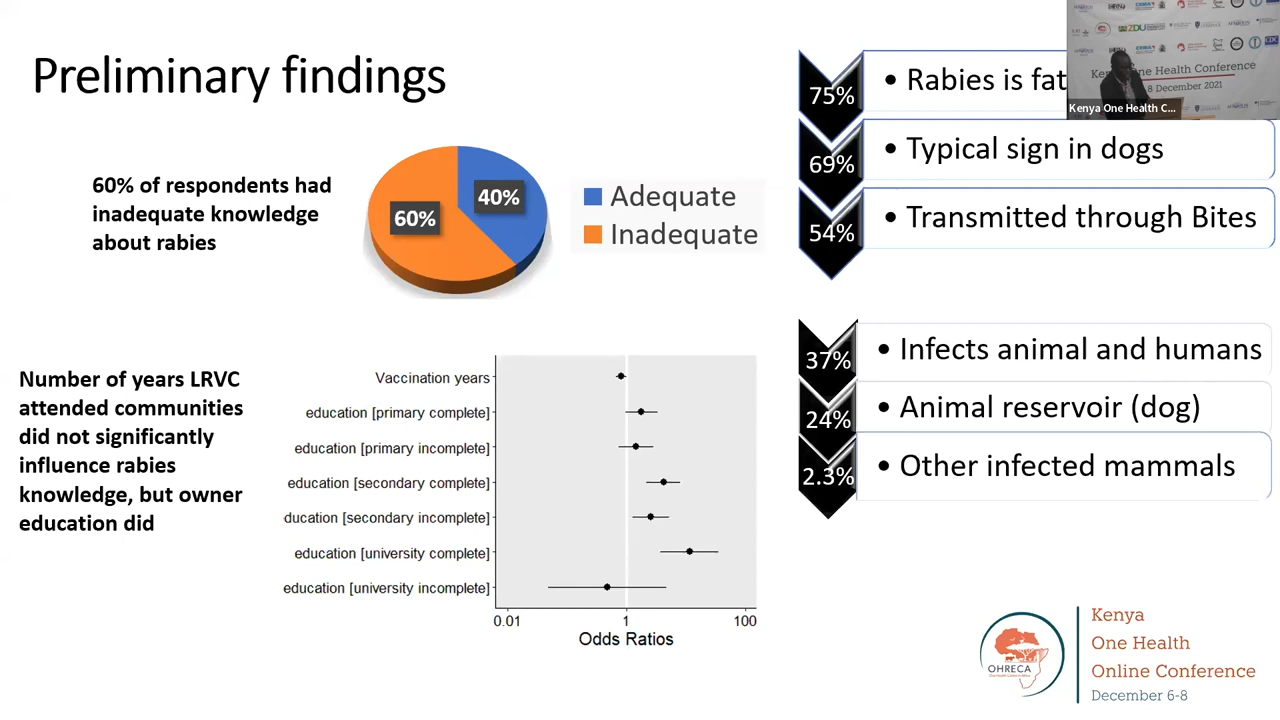 Preliminary findings
60% of respondents had
inadequate knowledge
about rabies
40%
60%
Adequate
Inadequate
Number of years LRVC
attended communities
did not significantly
influence rabies
knowledge, but owner
education did
Vaccination years
education [primary complete]
education [primary incomplete]
education [secondary complete]
ducation [secondary incomplete]
education [university complete]
education [university incomplete]
0.01 1 100
Odds Ratios
75% • Rabies is fat
69% • Typical sign in dogs
54% • Transmitted through Bites
37% • Infects animal and humans
24% • Animal reservoir (dog)
2.3% • Other infected mammals
Kenya One Health Conference
8 December 2021
Kenya One Health C...
OHRECA
Kenya
One Health
Online Conference
December 6-8